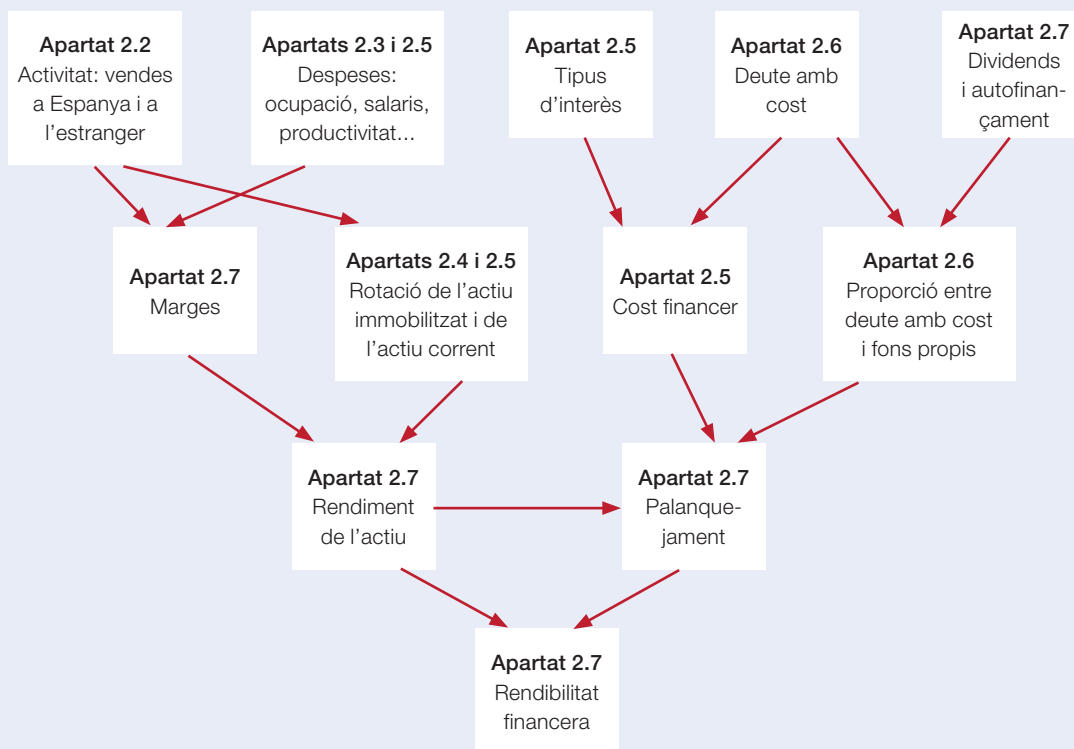 Apartat 2.2
Activitat: vendes
a Espanya i a
l’estranger
Apartats 2.3 i 2.5
Despeses:
ocupació, salaris,
productivitat...
Apartat 2.5
Tipus
d’interès
Apartat 2.6
Deute amb
cost
Apartat 2.7
Dividends
i autofinan-
çament
Apartat 2.7
Marges
Apartats 2.4 i 2.5
Rotació de l’actiu
immobilitzat i de
l’actiu corrent
Apartat 2.5
Cost financer
Apartat 2.6
Proporció entre
deute amb cost
i fons propis
Apartat 2.7
Rendiment
de l’actiu
Apartat 2.7
Palanque-
jament
Apartat 2.7
Rendibilitat
financera